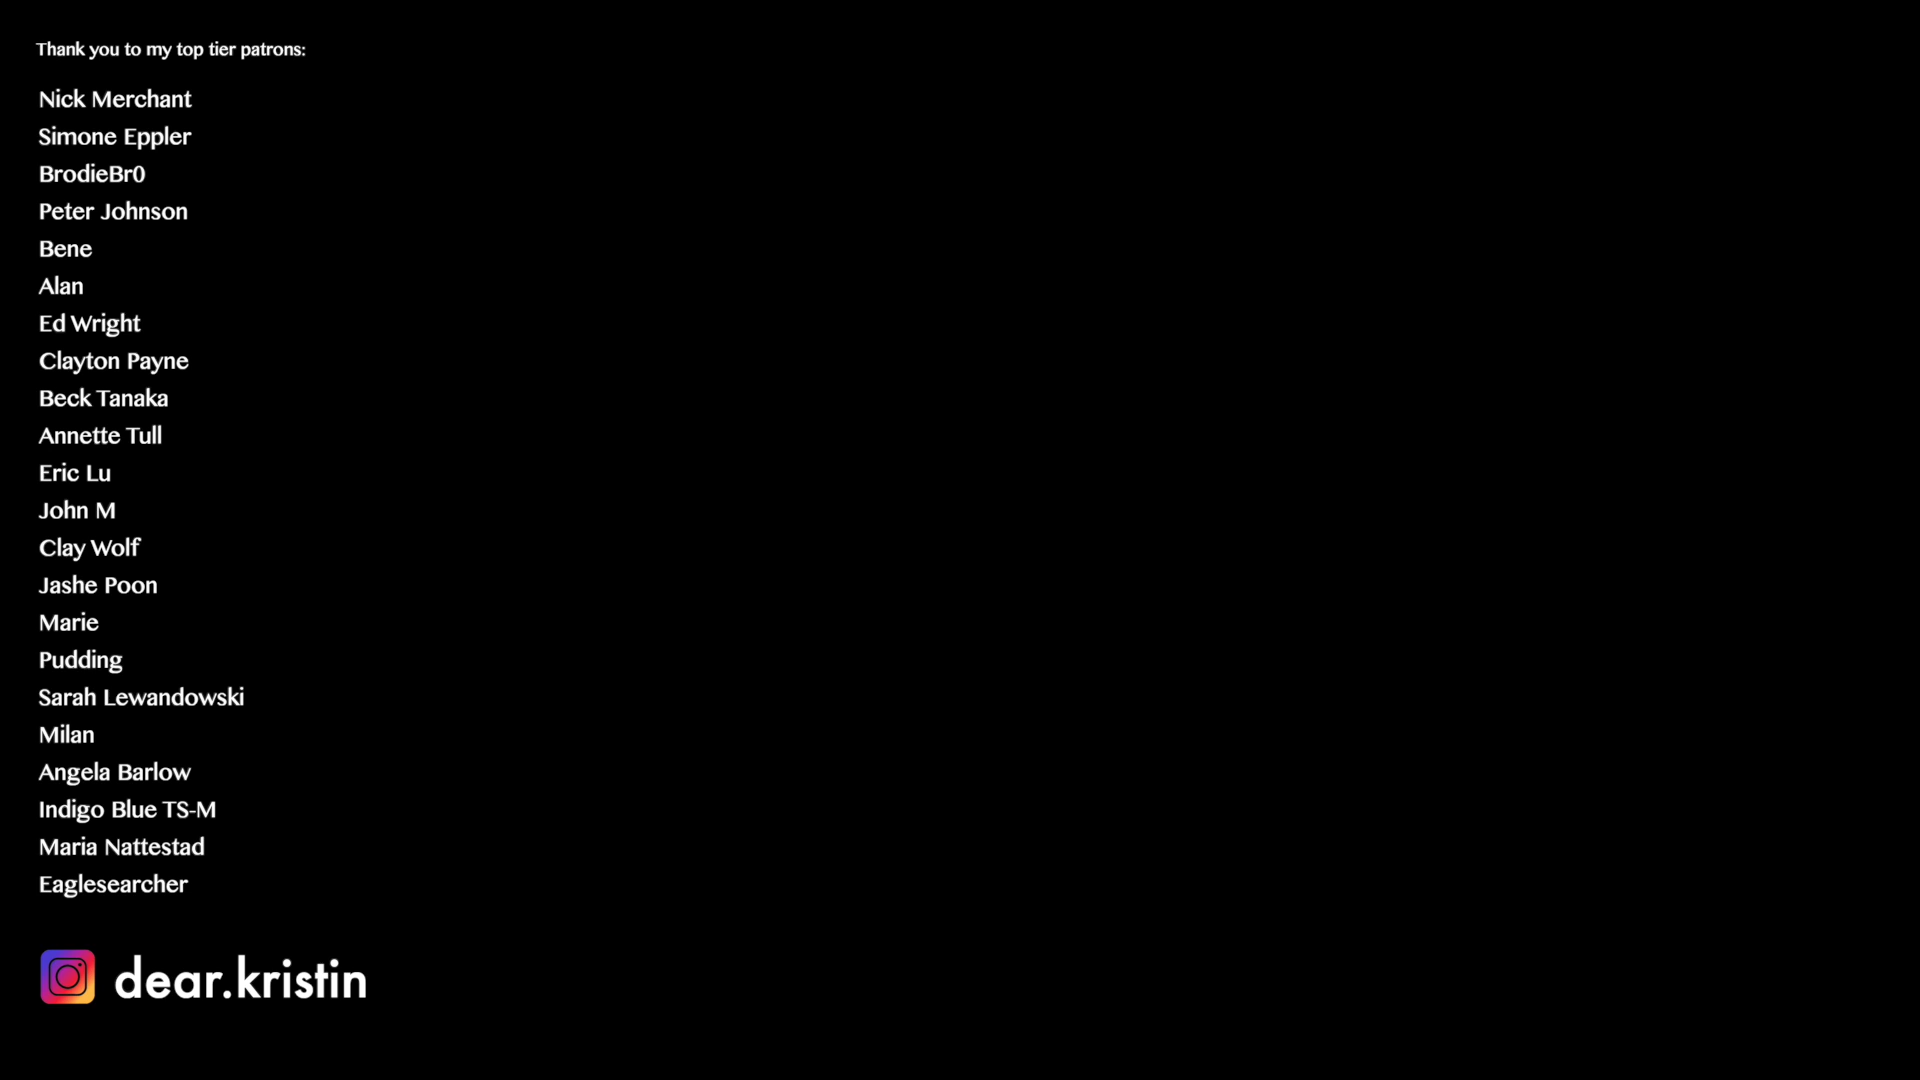 Thank you to my top tier patrons:
Nick Merchant
Simone Eppler
BrodieBr0
Peter Johnson
Bene
Alan
Ed Wright
Clayton Payne
Beck Tanaka
Annette Tull
Eric Lu
John M
Clay Wolf
Jashe Poon
Marie
Pudding
Sarah Lewandowski
Milan
Angela Barlow
Indigo Blue TS-M
Maria Nattestad
Eaglesearcher
dear.kristin